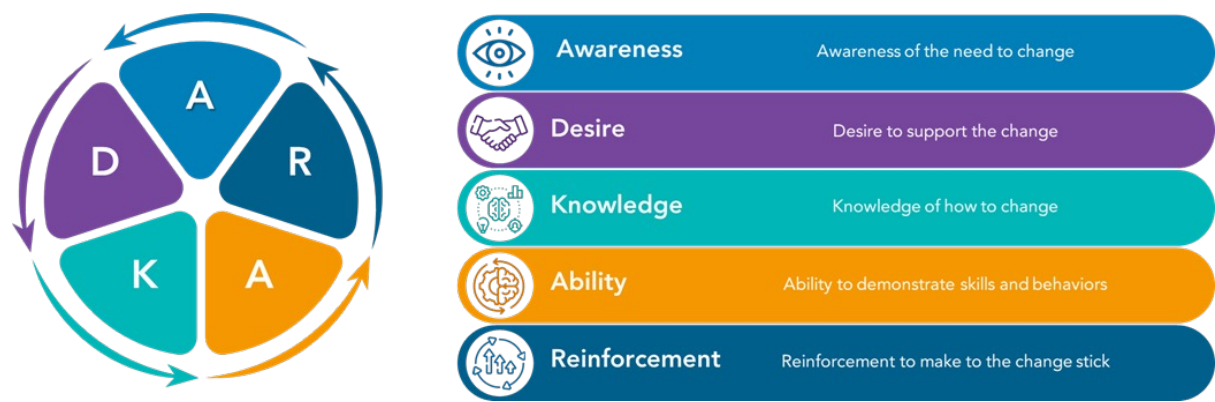 A
D
R
K
A
Awareness
Awareness of the need to change
Desire
Desire to support the change
Knowledge
Knowledge of how to change
Ability
Ability to demonstrate skills and behaviors
Reinforcement
Reinforcement to make to the change stick